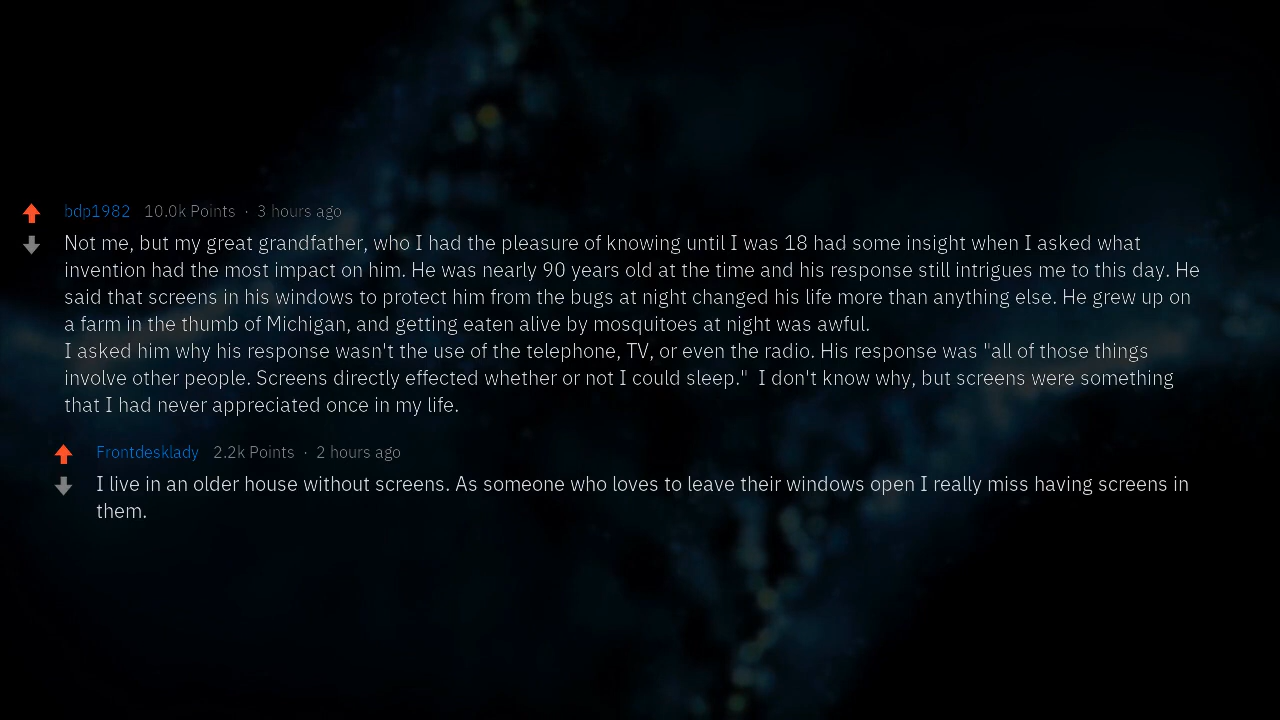 bdp1982 10.0k Points · 3 hours ago
Not me, but my great grandfather, who I had the pleasure of knowing until I was 18 had some insight when I asked what
invention had the most impact on him. He was nearly 90 years old at the time and his response still intrigues me to this day. He
said that screens in his windows to protect him from the bugs at night changed his life more than anything else. He grew up on
a farm in the thumb of Michigan, and getting eaten alive by mosquitoes at night was awful.
I asked him why his response wasn't the use of the telephone, TV, or even the radio. His response was "all of those things
involve other people. Screens directly effected whether or not I could sleep."  I don't know why, but screens were something
that I had never appreciated once in my life.
Frontdesklady 2.2k Points · 2 hours ago
I live in an older house without screens. As someone who loves to leave their windows open I really miss having screens in
them.